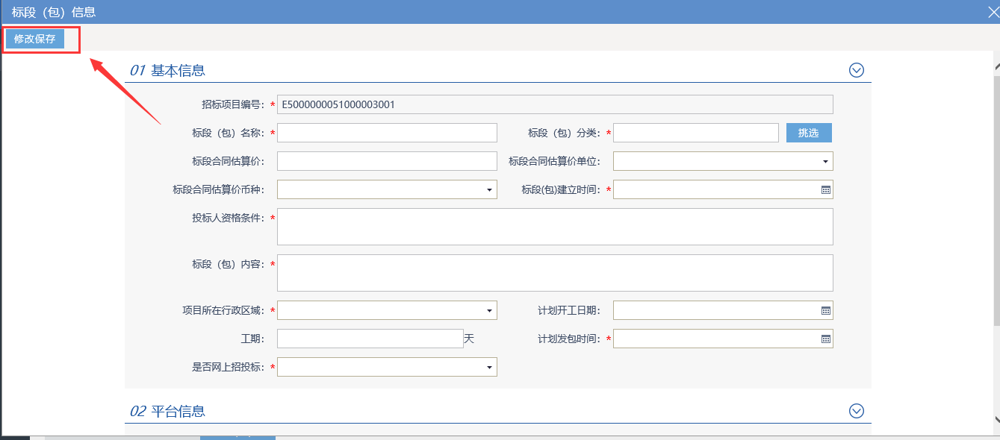 标段（包）信息
修改保存
01 基本信息
招标项目编号：* E5000000051000003001
标段（包）名称：* 标段（包）分类：* 挑选
标段合同估算价： 标段合同估算价单位：
标段合同估算价币种： 标段(包)建立时间：*
投标人资格条件：*
标段（包）内容：*
项目所在行政区域：* 计划开工日期：
工期： 天 计划发包时间：*
是否网上招投标：*
02 平台信息